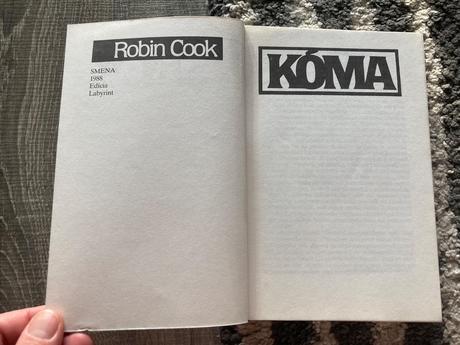 Robin Cook
SMENA
1988
Edícia
Labyrint
KÓMA